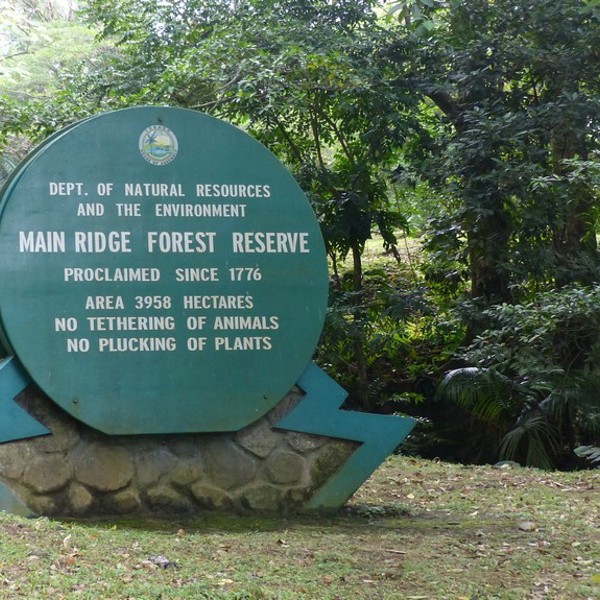 DEPT. OF NATURAL RESOURCES
AND THE ENVIRONMENT
MAIN RIDGE FOREST RESERVE
PROCLAIMED SINCE 1776
AREA 3958 HECTARES
NO TETHERING OF ANIMALS
NO PLUCKING OF PLANTS